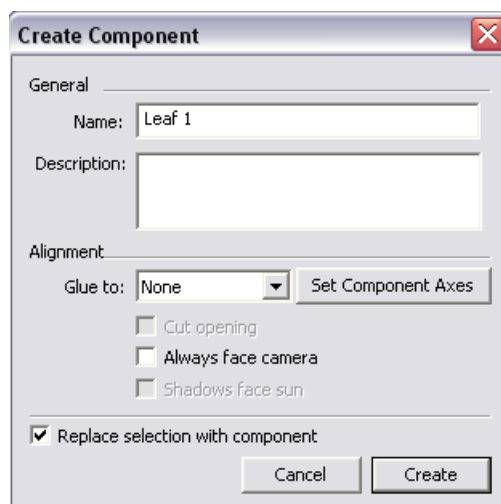 Create Component
General
Name: Leaf 1
Description:
Alignment
Glue to: None Set Component Axes
Cut opening
Always face camera
Shadows face sun
Replace selection with component
Cancel Create